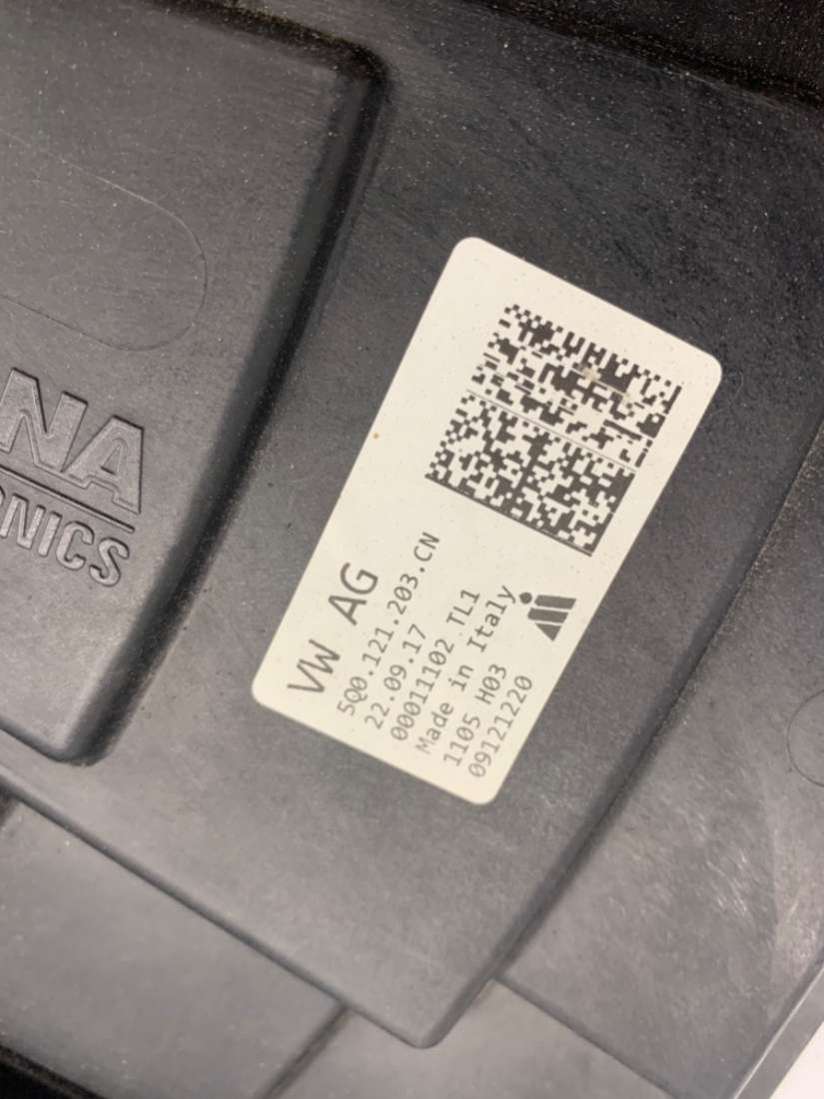 NA
ONICS
VW AG
5Q0.121.203.CN
22.09.17
00011102 TL1
Made in Italy
1105 H03
09121220